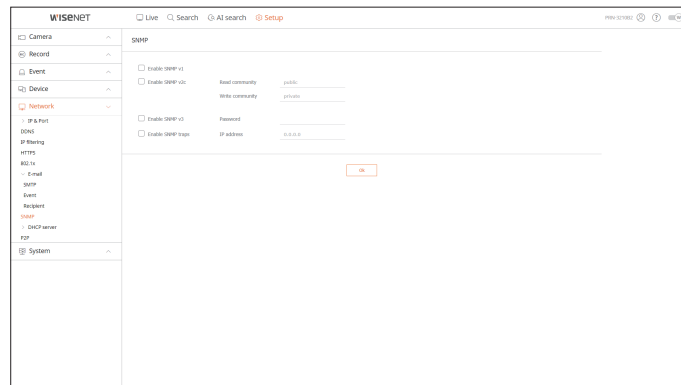 WISENET
Live Search AI search Setup
PRN-3210B2
Camera
Record
Event
Device
Network
IP & Port
DDNS
IP filtering
HTTPS
802.1x
E-mail
SMTP
Event
Recipient
SNMP
DHCP server
P2P
System
SNMP
Enable SNMP v1
Enable SNMP v2c Read community public
Write community private
Enable SNMP v3 Password
Enable SNMP traps IP address 0.0.0.0
Ok